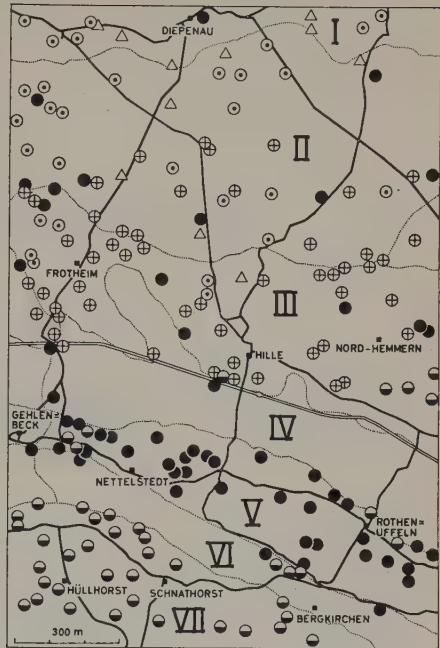 DIEPENAU
I
II
FROTHEIM
III
HILLE
NORD-HEMMERN
GEHLEN=
BECK
IV
NETTELSTEDT
V
ROTHEN=
UFFELN
VI
HÜLLHORST
SCHNATHORST
BERGKIRCHEN
VII
300 m